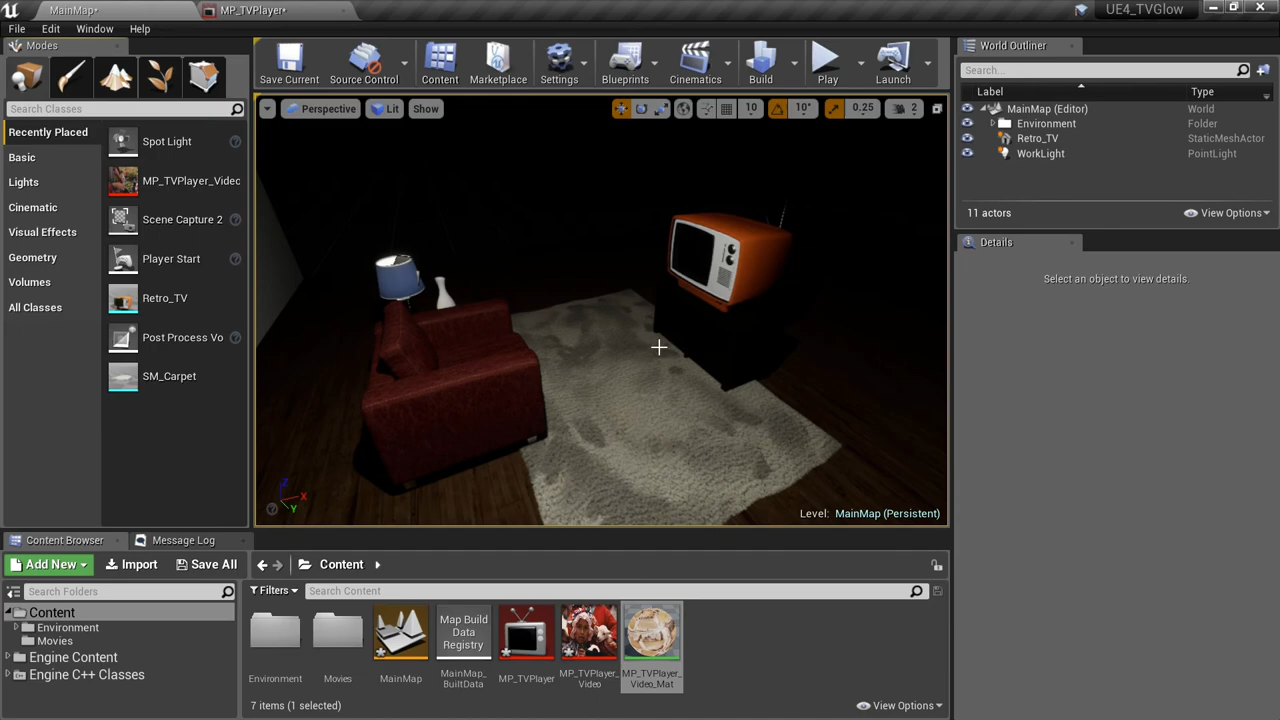 MainMap*
MP_TVPlayer*
UE4_TVGlow
File
Edit
Window
Help
Modes
Search Classes
Recently Placed
Basic
Lights
Cinematic
Visual Effects
Geometry
Volumes
All Classes
Spot Light
MP_TVPlayer_Video
Scene Capture 2
Player Start
Retro_TV
Post Process Vo
SM_Carpet
Save Current
Source Control
Content
Marketplace
Settings
Blueprints
Cinematics
Build
Play
Launch
Perspective
Lit
Show
10
10°
0.25
2
Z
X
Y
Level: MainMap (Persistent)
World Outliner
Search...
Label
Type
MainMap (Editor)
World
Environment
Folder
Retro_TV
StaticMeshActor
WorkLight
PointLight
11 actors
View Options
Details
Select an object to view details.
Content Browser
Message Log
Add New
Import
Save All
Content
Search Folders
Filters
Search Content
Content
Environment
Movies
Engine Content
Engine C++ Classes
Environment
Movies
MainMap
Map Build
Data
Registry
MainMap_
BuiltData
MP_TVPlayer
MP_TVPlayer_
Video
MP_TVPlayer_
Video_Mat
7 items (1 selected)
View Options